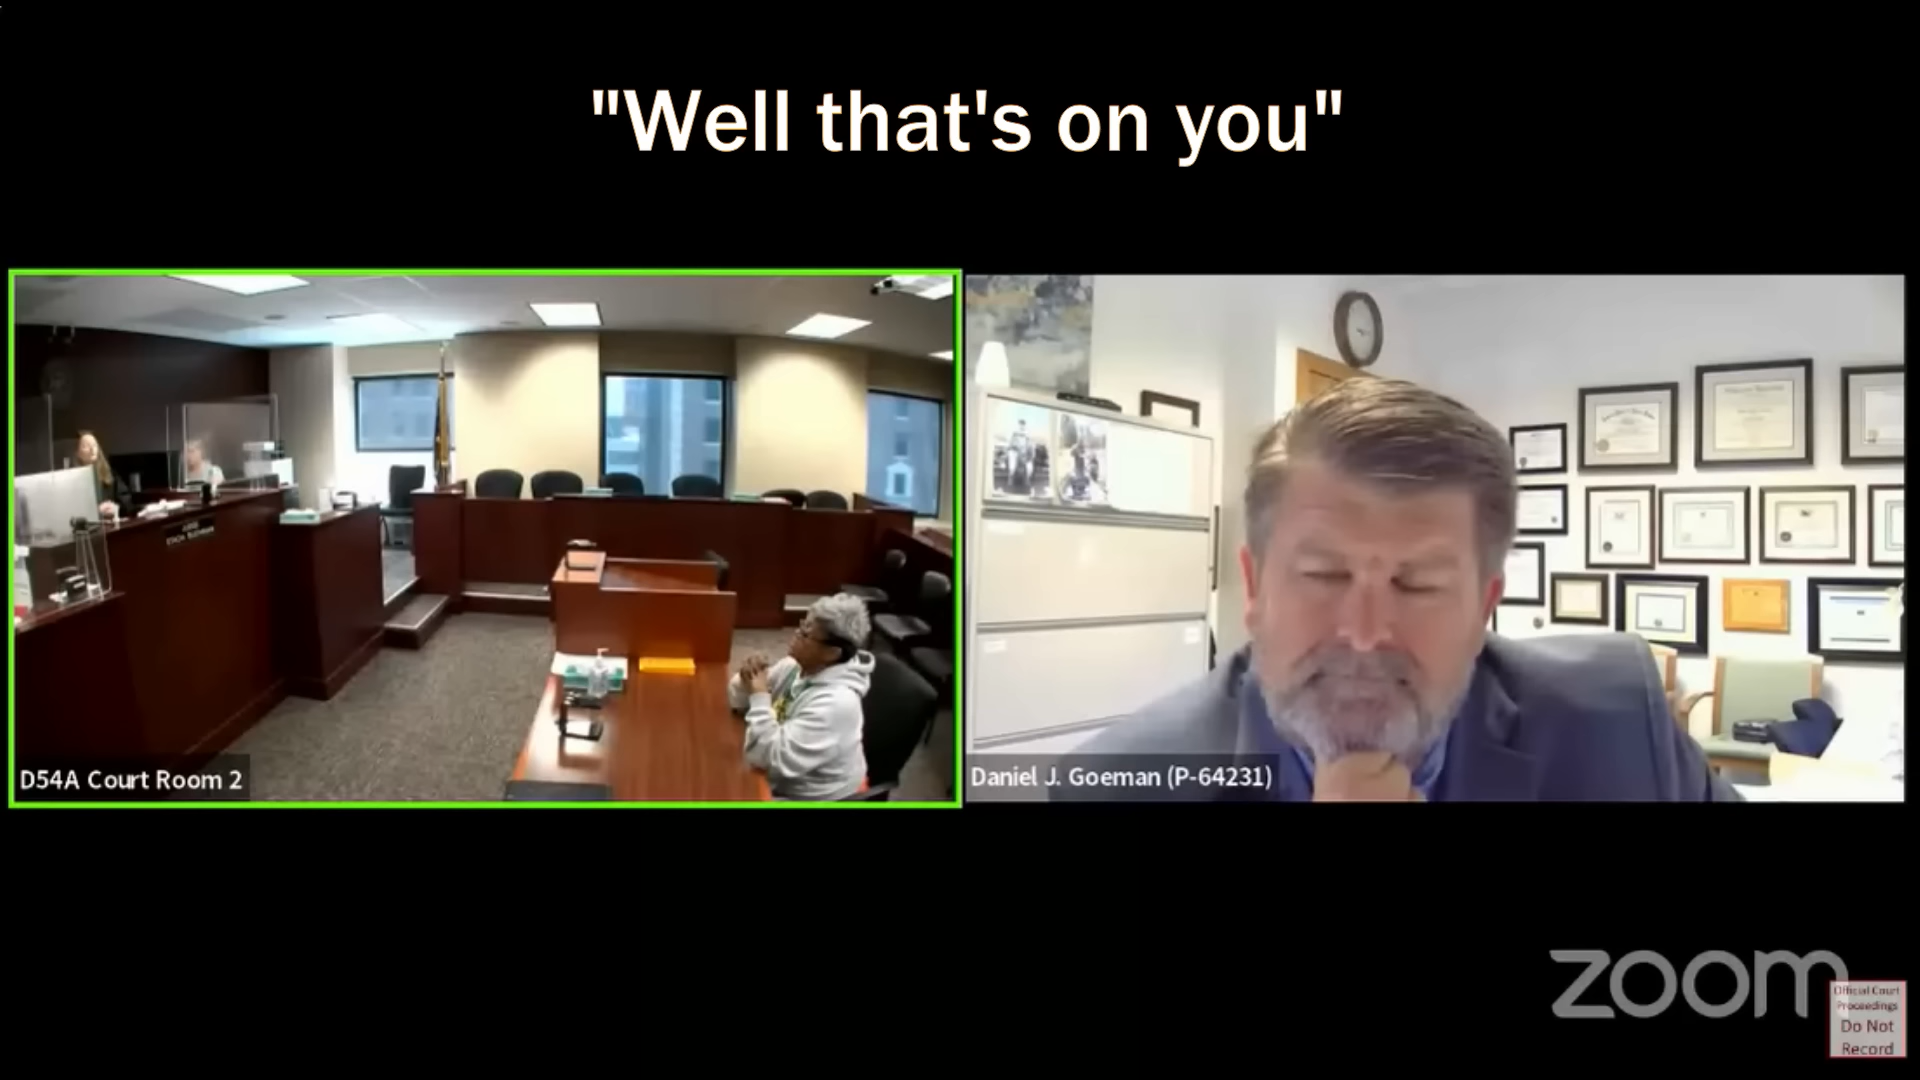 "Well that's on you"
D54A Court Room 2
Daniel J. Goeman (P-64231)
zoom
Official Court
Proceedings
Do Not
Record